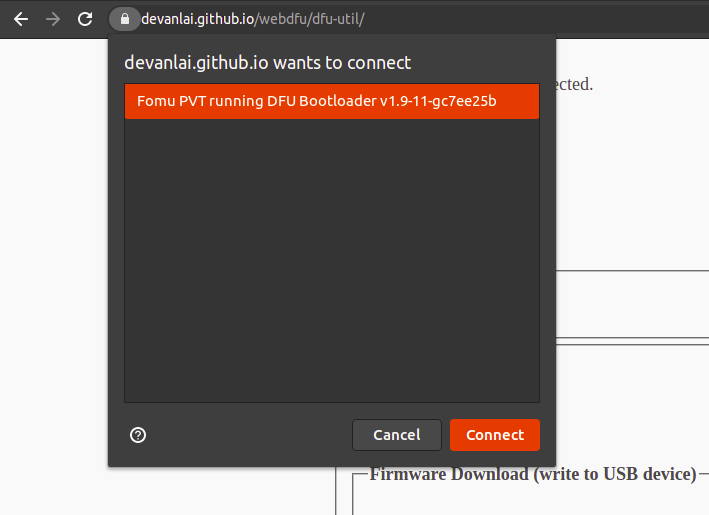 devanlai.github.io/webdfu/dfu-util/
devanlai.github.io wants to connect
ected.
Fomu PVT running DFU Bootloader v1.9-11-gc7ee25b
Cancel
Connect
Firmware Download (write to USB device)